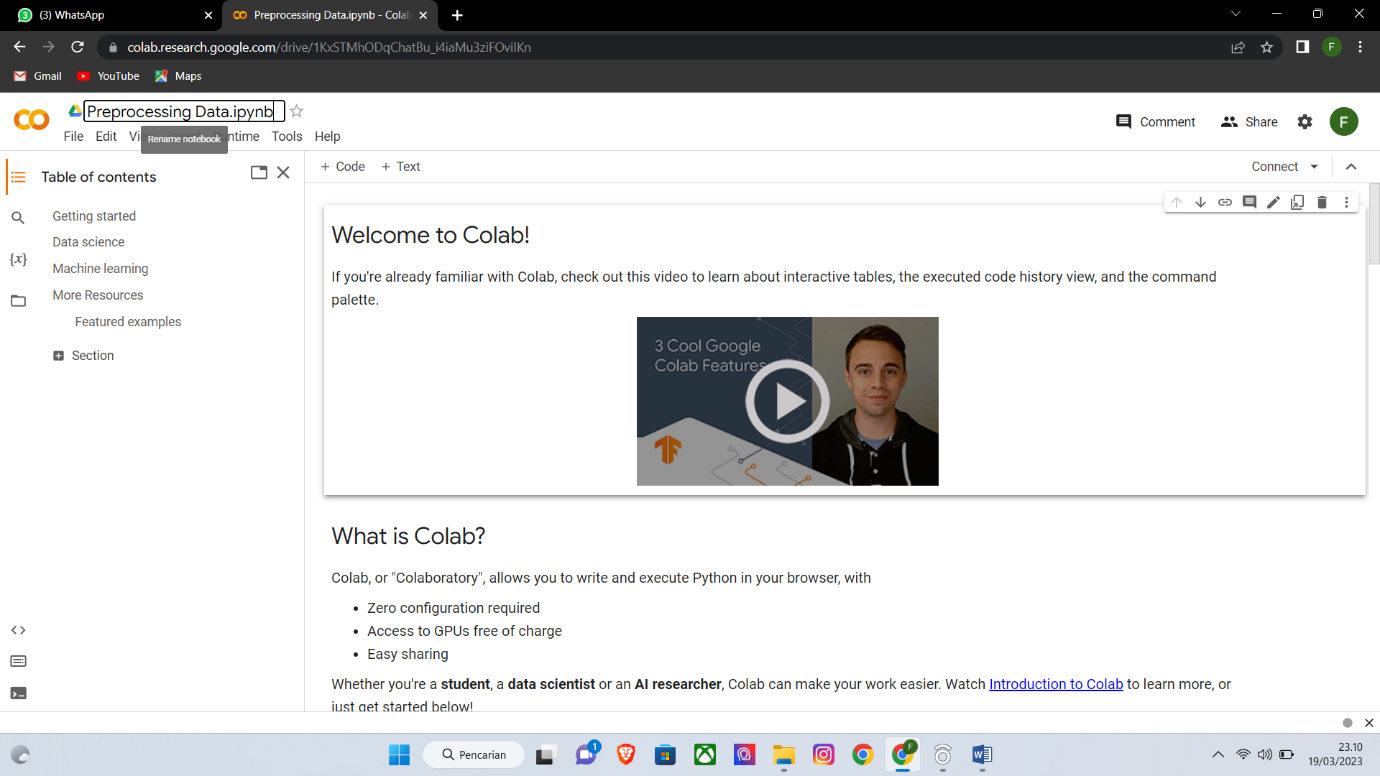 (3) WhatsApp
Preprocessing Data.ipynb - Cola
colab.research.google.com/drive/1KxSTMhODqChatBu_i4iaMu3ziFOvilKn
F
Gmail
YouTube
Maps
Preprocessing Data.ipynb
File Edit Vi untime Tools Help
Rename notebook
Comment
Share
F
Table of contents
+ Code + Text
Connect
Getting started
Data science
{x}
Machine learning
More Resources
Featured examples
Section
Welcome to Colab!
If you're already familiar with Colab, check out this video to learn about interactive tables, the executed code history view, and the command
palette.
3 Cool Google
Colab Features
What is Colab?
Colab, or "Colaboratory", allows you to write and execute Python in your browser, with
• Zero configuration required
• Access to GPUs free of charge
• Easy sharing
Whether you're a student, a data scientist or an AI researcher, Colab can make your work easier. Watch Introduction to Colab to learn more, or
just get started below!
Pencarian
1
F
23.10
19/03/2023